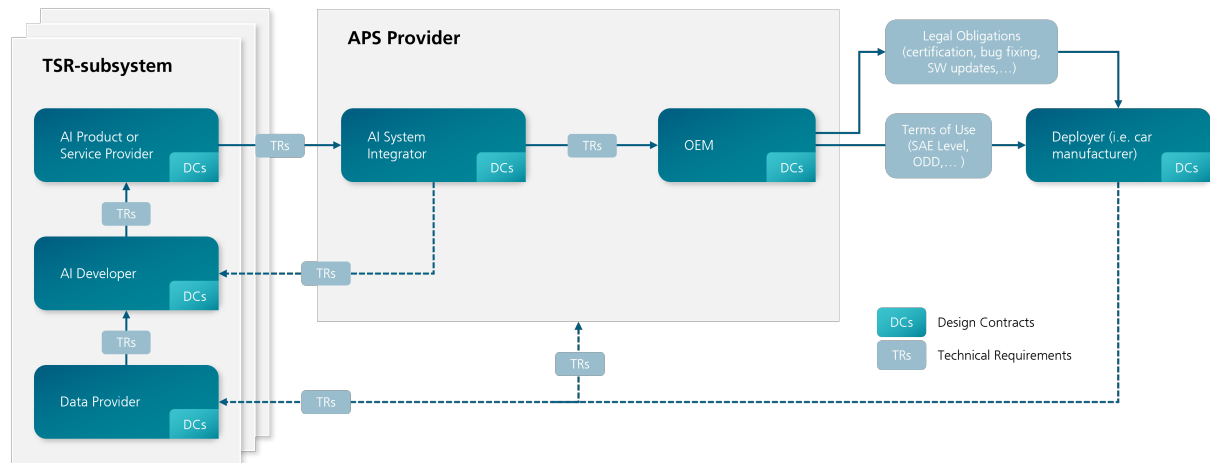 APS Provider
TSR-subsystem
Legal Obligations
(certification, bug fixing,
SW updates,...)
AI Product or
Service Provider
DCs
TRs
AI System
Integrator
DCs
TRs
OEM
DCs
Terms of Use
(SAE Level,
ODD,... )
Deployer (i.e. car
manufacturer)
DCs
TRs
AI Developer
DCs
TRs
TRs
Data Provider
DCs
TRs
TRs
DCs
Design Contracts
TRs
Technical Requirements